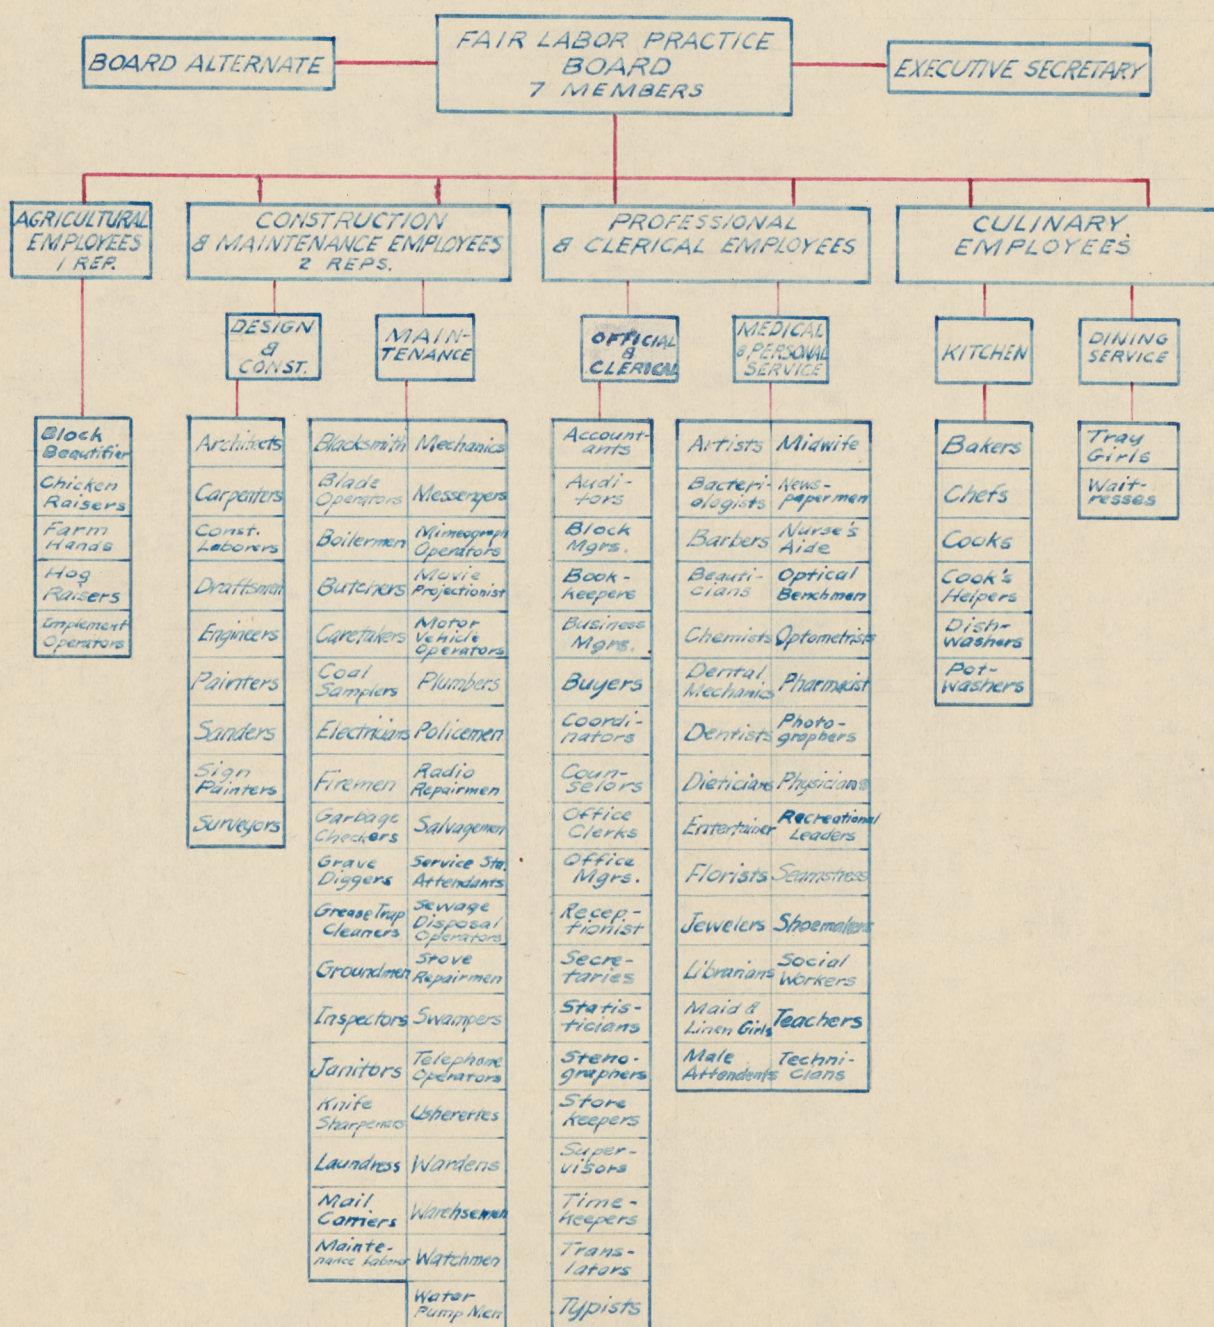 BOARD ALTERNATE
FAIR LABOR PRACTICE
BOARD
7 MEMBERS
EXECUTIVE SECRETARY
AGRICULTURAL
EMPLOYEES
1 REP.
CONSTRUCTION
& MAINTENANCE EMPLOYEES
2 REPS.
PROFESSIONAL
& CLERICAL EMPLOYEES
CULINARY
EMPLOYEES
DESIGN
&
CONST.
MAIN-
TENANCE
OFFICIAL
&
CLERICAL
MEDICAL
& PERSONAL
SERVICE
KITCHEN
DINING
SERVICE
Block
Beautifier
Chicken
Raisers
Farm
Hands
Hog
Raisers
Implement
Operators
Architects
Carpenters
Const.
Laborers
Draftsmen
Engineers
Painters
Sanders
Sign
Painters
Surveyors
Blacksmith
Blade
Operators
Boilermen
Butchers
Caretakers
Coal
Samplers
Electricians
Firemen
Garbage
Checkers
Grave
Diggers
Grease Trap
Cleaners
Groundmen
Inspectors
Janitors
Knife
Sharpeners
Laundress
Mail
Carriers
Mainte-
nance Laborer
Mechanics
Messengers
Mimeograph
Operators
Movie
Projectionist
Motor
Vehicle
Operators
Plumbers
Policemen
Radio
Repairmen
Salvagemen
Service Sta.
Attendants
Sewage
Disposal
Operators
Stove
Repairmen
Swampers
Telephone
Operators
Usherettes
Wardens
Warehsemen
Watchmen
Water
Pump Men
Account-
ants
Audi-
tors
Block
Mgrs.
Book-
keepers
Business
Mgrs.
Buyers
Coordi-
nators
Coun-
selors
Office
Clerks
Office
Mgrs.
Recep-
tionist
Secre-
taries
Statis-
ticians
Steno-
graphers
Store
keepers
Super-
visors
Time-
keepers
Trans-
lators
Typists
Artists
Bacteri-
ologists
Barbers
Beauti-
cians
Chemists
Dental
Mechanics
Dentists
Dieticians
Entertainer
Florists
Jewelers
Librarians
Maid &
Linen Girls
Male
Attendents
Midwife
News-
papermen
Nurse's
Aide
Optical
Benchmen
Optometrists
Pharmacist
Photo-
graphers
Physicians
Recreational
Leaders
Seamstress
Shoemakers
Social
Workers
Teachers
Techni-
cians
Bakers
Chefs
Cooks
Cook's
Helpers
Dish-
washers
Pot-
washers
Tray
Girls
Wait-
resses